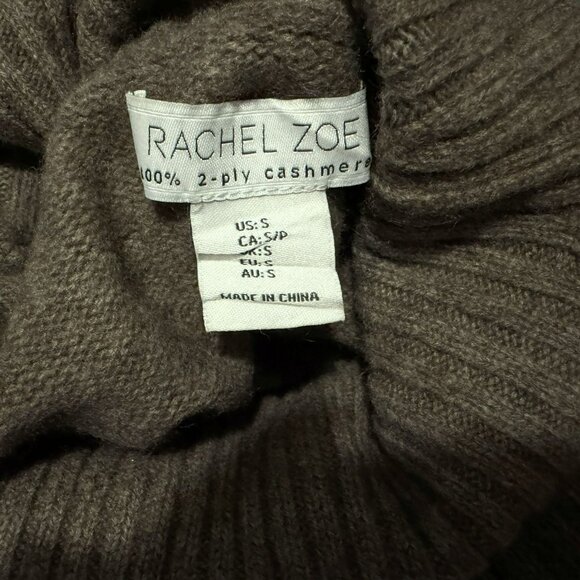 RACHEL ZOE
100% 2-ply cashmere
US:S
CA:S/P
UK:S
EU:S
AU:S
MADE IN CHINA